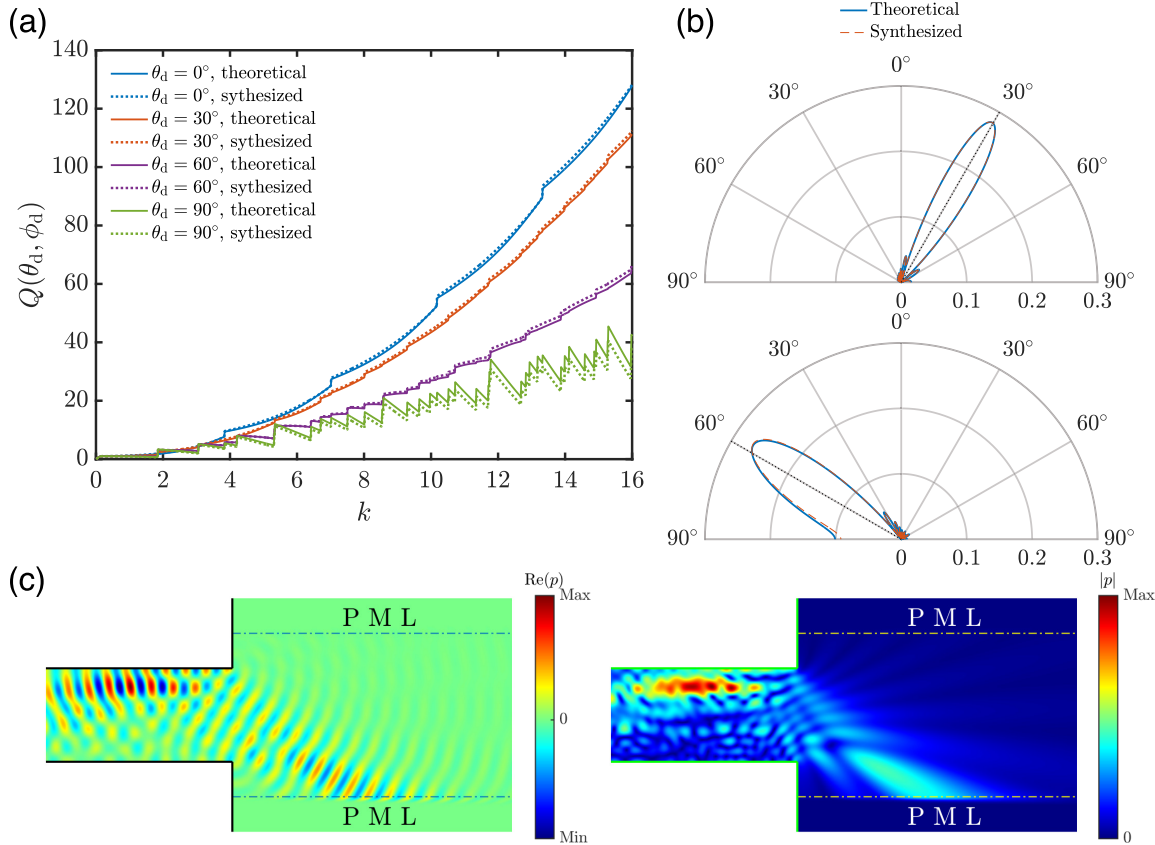 (a)
140
120
100
80
60
40
20
0
Q(θd, ϕd)
θd = 0°, theoretical
θd = 0°, sythesized
θd = 30°, theoretical
θd = 30°, sythesized
θd = 60°, theoretical
θd = 60°, sythesized
θd = 90°, theoretical
θd = 90°, sythesized
0 2 4 6 8 10 12 14 16
k
(b)
Theoretical
Synthesized
0°
30° 30°
60° 60°
90° 90°
0 0.1 0.2 0.3
0°
30° 30°
60° 60°
90° 90°
0 0.1 0.2 0.3
(c)
Re(p)
Max
0
Min
P M L
P M L
|p|
Max
0
P M L
P M L